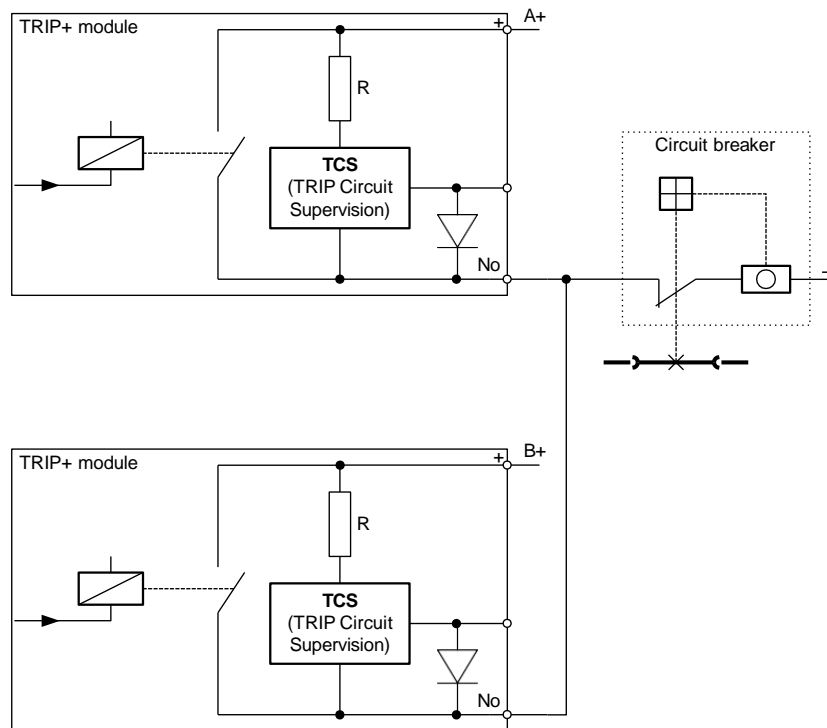 TRIP+ module
+
A+
R
TCS
(TRIP Circuit
Supervision)
No
Circuit breaker
-
TRIP+ module
+
B+
R
TCS
(TRIP Circuit
Supervision)
No